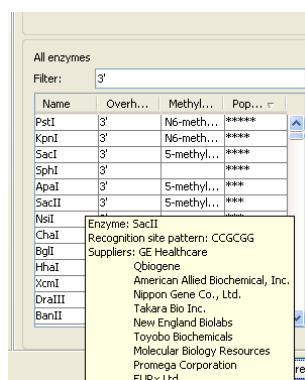 All enzymes
Filter: 3'
Name Overh... Methyl... Pop...
PstI 3' N6-meth... *****
KpnI 3' N6-meth... ****
SacI 3' 5-methyl... ****
SphI 3' ****
ApaI 3' 5-methyl... ***
SacII 3' 5-methyl... ***
NsiI
ChaI
BglI
HhaI
XcmI
DraIII
BanII
Enzyme: SacII
Recognition site pattern: CCGCGG
Suppliers: GE Healthcare
Qbiogene
American Allied Biochemical, Inc.
Nippon Gene Co., Ltd.
Takara Bio Inc.
New England Biolabs
Toyobo Biochemicals
Molecular Biology Resources
Promega Corporation
EURx Ltd.